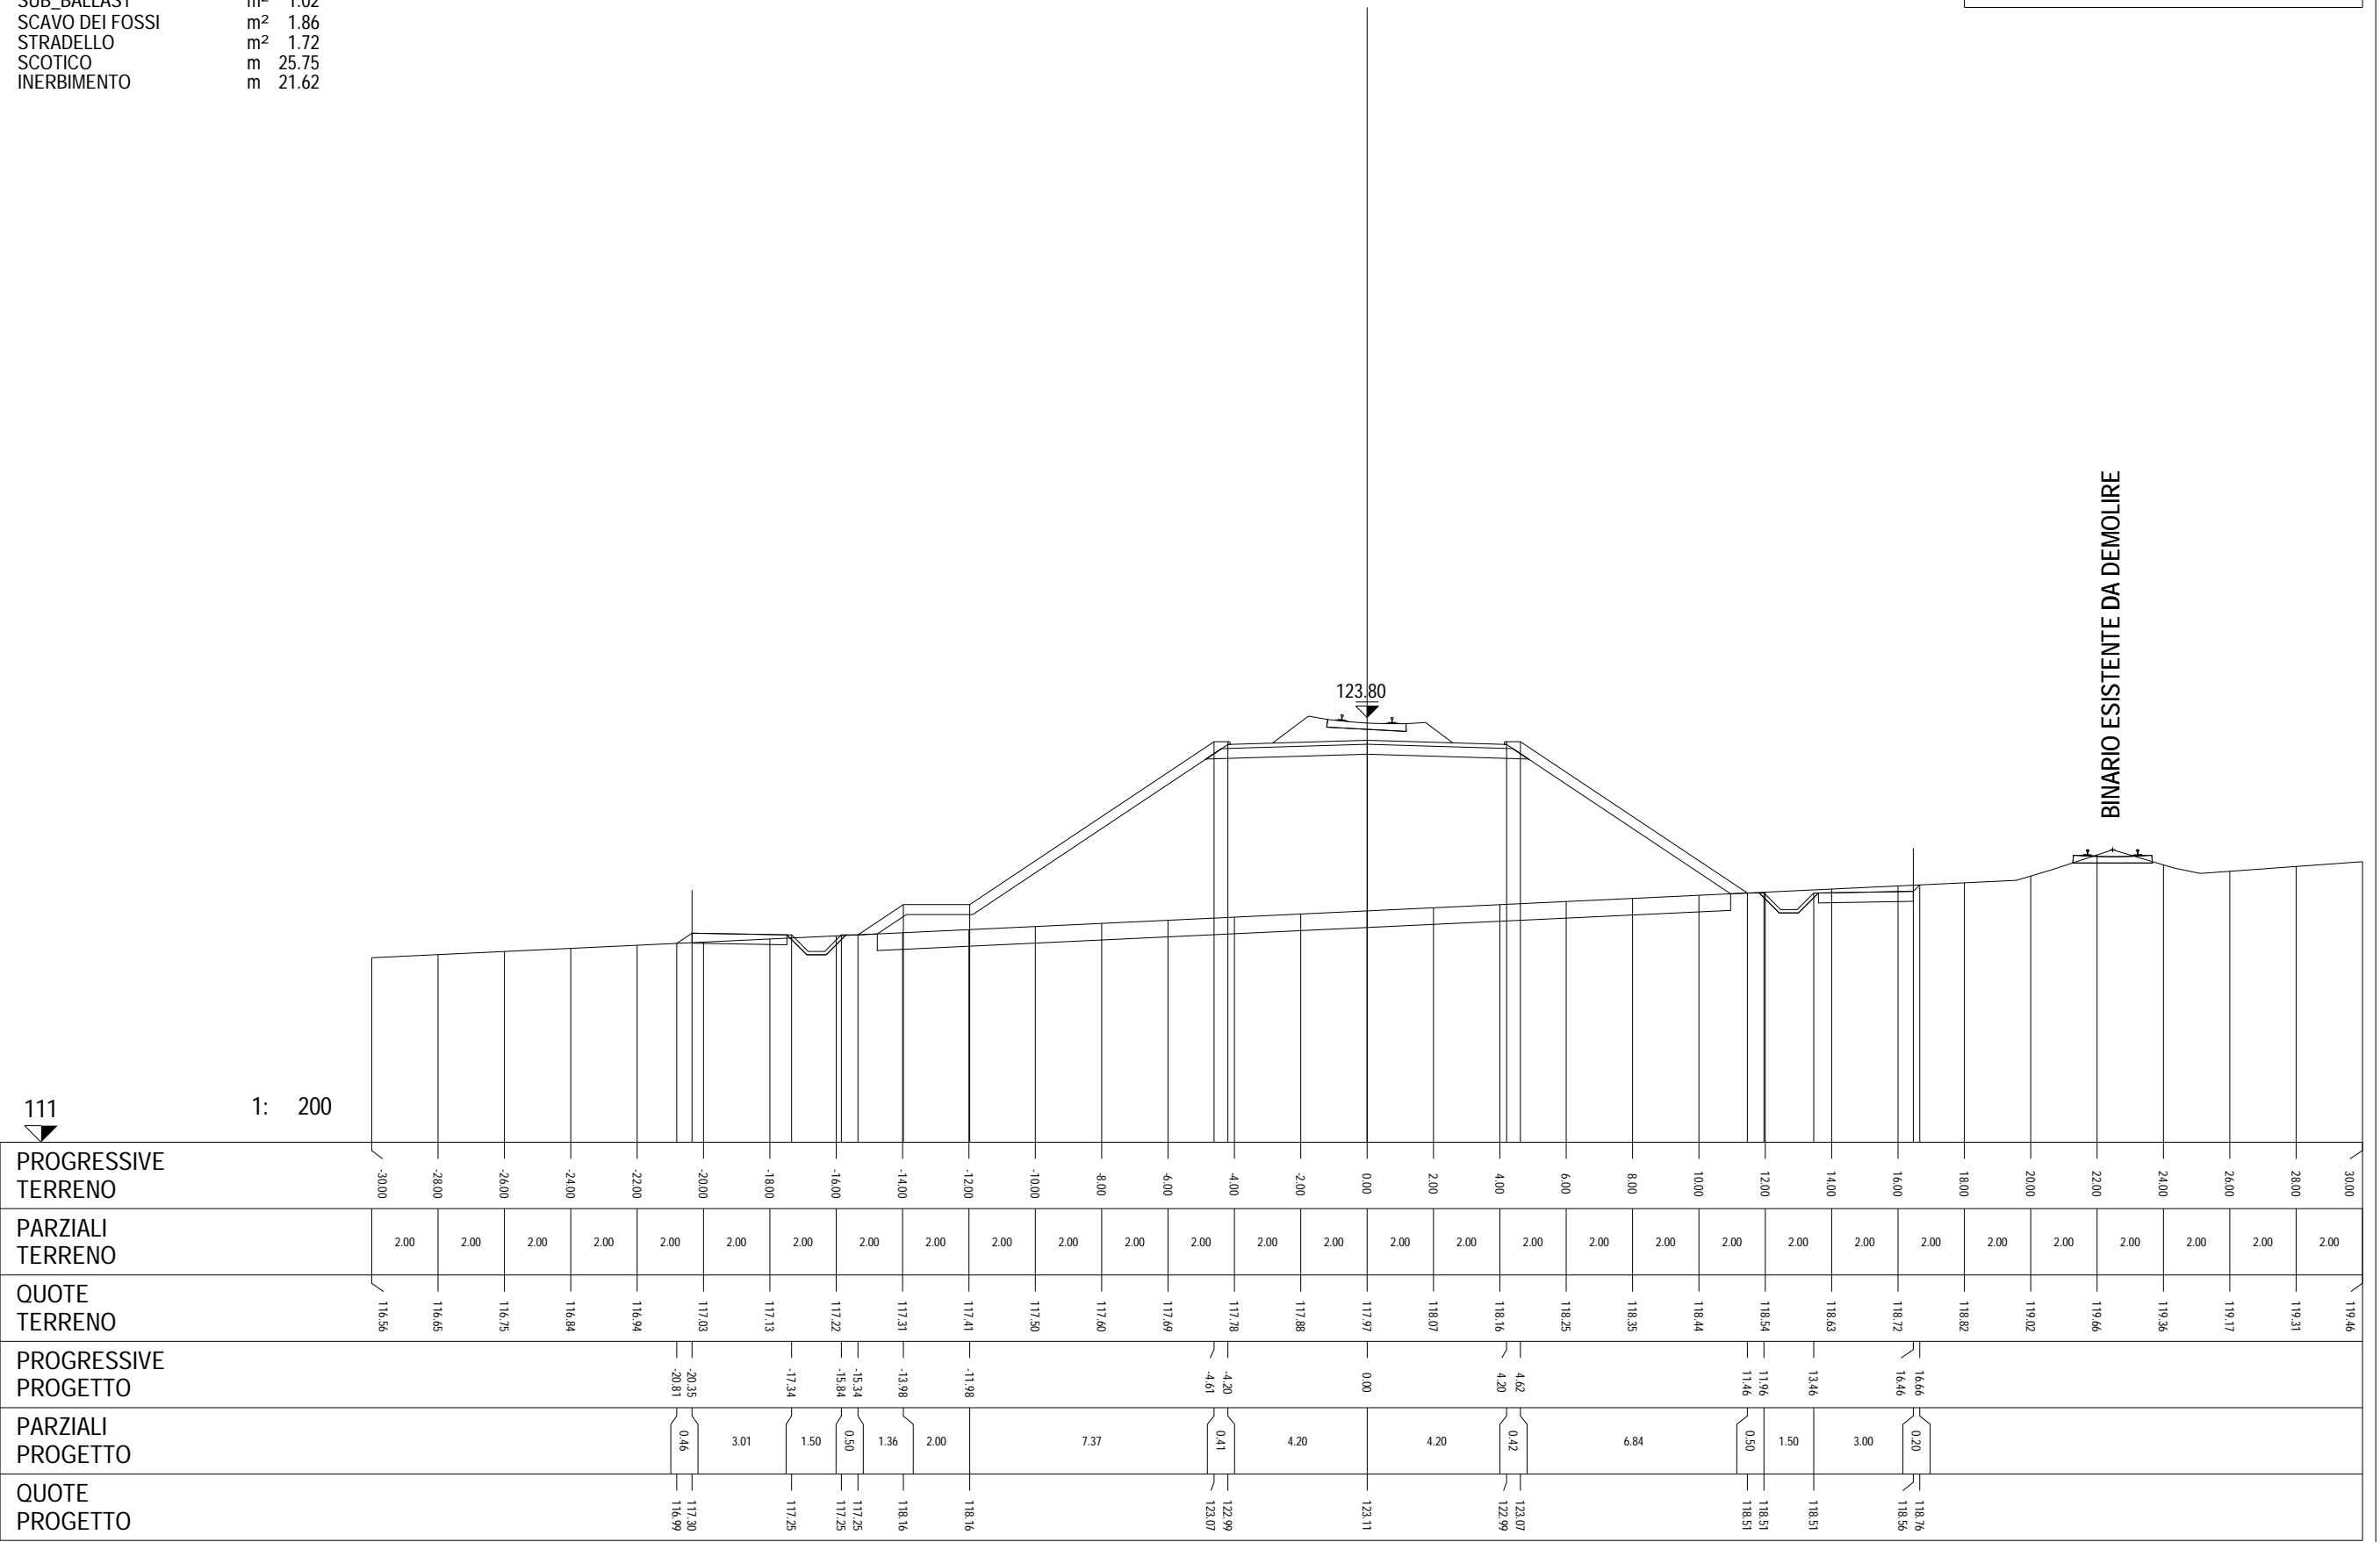 SUB_BALLAST m² 1.02
SCAVO DEI FOSSI m² 1.86
STRADELLO m² 1.72
SCOTICO m 25.75
INERBIMENTO m 21.62
BINARIO ESISTENTE DA DEMOLIRE
123.80
111 1: 200
PROGRESSIVE
TERRENO
-30.00 -28.00 -26.00 -24.00 -22.00 -20.00 -18.00 -16.00 -14.00 -12.00 -10.00 -8.00 -6.00 -4.00 -2.00 0.00 2.00 4.00 6.00 8.00 10.00 12.00 14.00 16.00 18.00 20.00 22.00 24.00 26.00 28.00 30.00
PARZIALI
TERRENO
2.00 2.00 2.00 2.00 2.00 2.00 2.00 2.00 2.00 2.00 2.00 2.00 2.00 2.00 2.00 2.00 2.00 2.00 2.00 2.00 2.00 2.00 2.00 2.00 2.00 2.00 2.00 2.00 2.00 2.00
QUOTE
TERRENO
116.56 116.65 116.75 116.84 116.94 117.03 117.13 117.22 117.31 117.41 117.50 117.60 117.69 117.78 117.88 117.97 118.07 118.16 118.25 118.35 118.44 118.54 118.63 118.72 118.82 119.02 119.66 119.36 119.17 119.31 119.46
PROGRESSIVE
PROGETTO
-20.81 -20.35 -17.34 -15.84 -15.34 -13.98 -11.98 -4.61 -4.20 0.00 4.20 4.62 11.46 11.96 13.46 16.46 16.66
PARZIALI
PROGETTO
0.46 3.01 1.50 0.50 1.36 2.00 7.37 0.41 4.20 4.20 0.42 6.84 0.50 1.50 3.00 0.20
QUOTE
PROGETTO
116.99 117.30 117.25 117.25 117.25 118.16 118.16 123.07 122.99 123.11 122.99 123.07 118.51 118.51 118.51 118.56 118.76